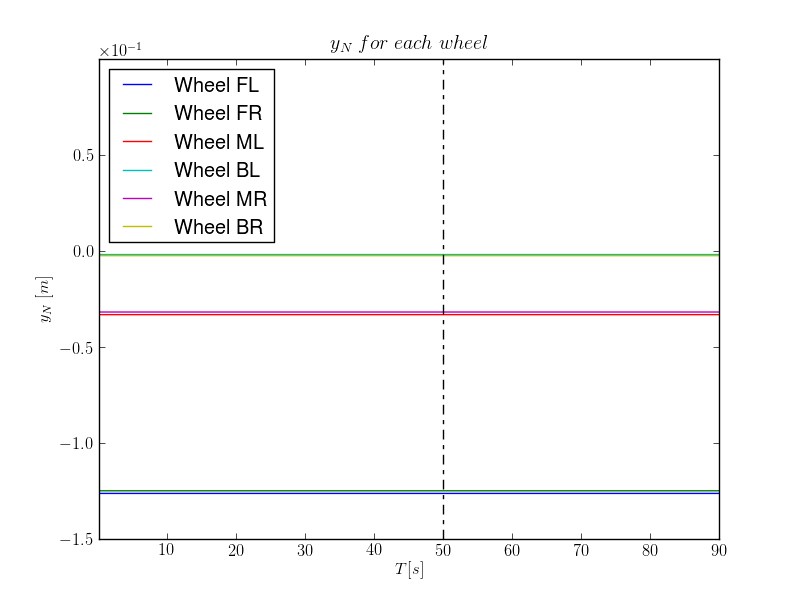 y_N for each wheel
×10⁻¹
Wheel FL
Wheel FR
Wheel ML
Wheel BL
Wheel MR
Wheel BR
0.5
0.0
−0.5
−1.0
−1.5
y_N [m]
10 20 30 40 50 60 70 80 90
T[s]